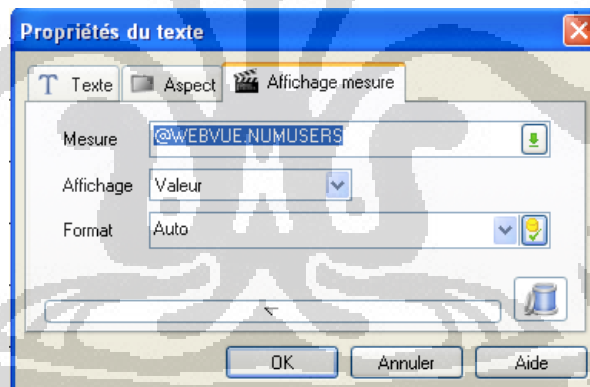 Propriétés du texte
Texte Aspect Affichage mesure
Mesure @WEBVUE.NUMUSERS
Affichage Valeur
Format Auto
OK Annuler Aide